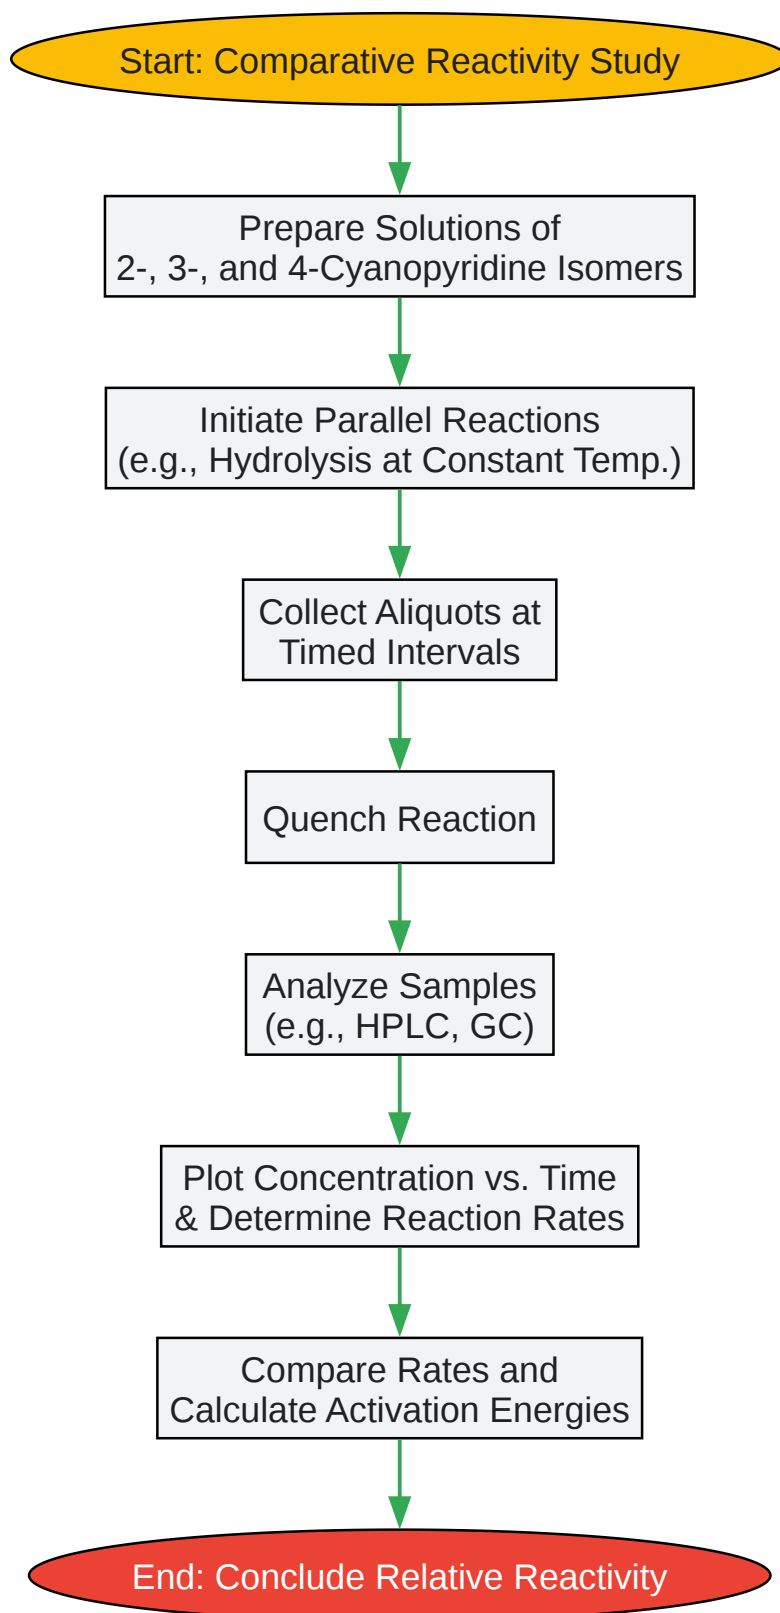 Start: Comparative Reactivity Study
Prepare Solutions of
2-, 3-, and 4-Cyanopyridine Isomers
Initiate Parallel Reactions
(e.g., Hydrolysis at Constant Temp.)
Collect Aliquots at
Timed Intervals
Quench Reaction
Analyze Samples
(e.g., HPLC, GC)
Plot Concentration vs. Time
& Determine Reaction Rates
Compare Rates and
Calculate Activation Energies
End: Conclude Relative Reactivity